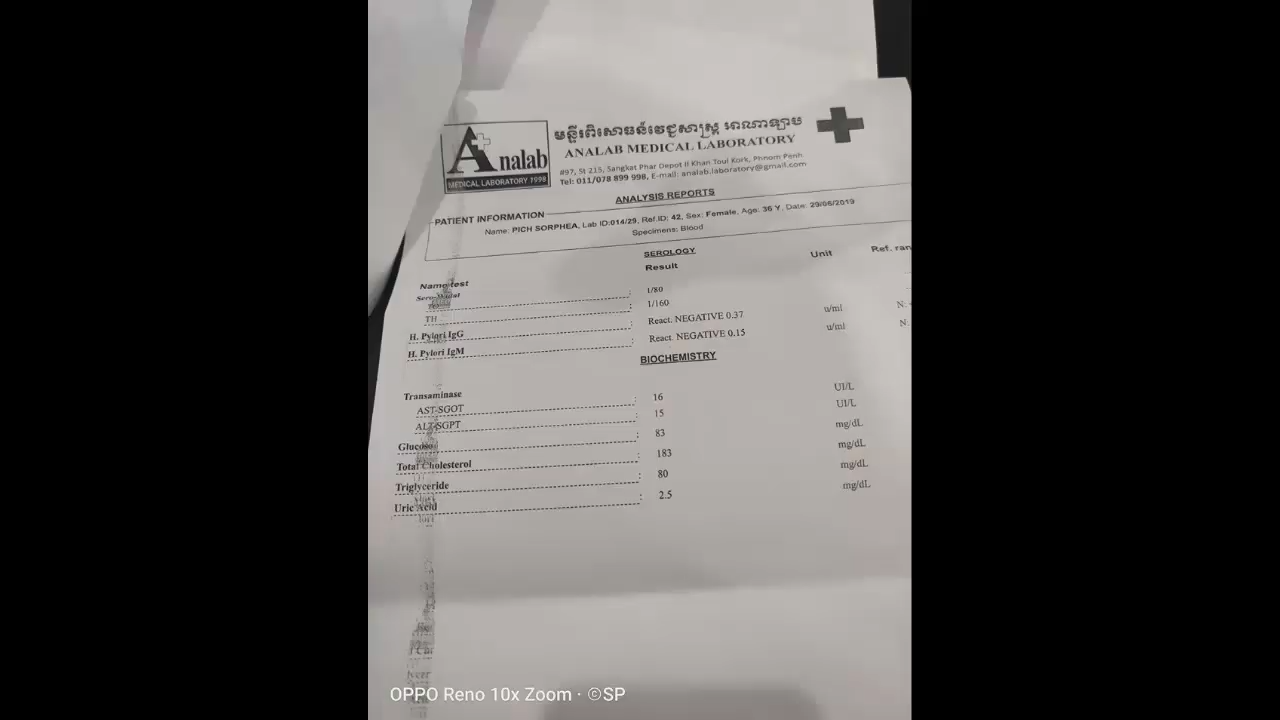 មន្ទីរពិសោធន៍វេជ្ជសាស្ត្រ អាណាឡាប
ANALAB MEDICAL LABORATORY
Analab
MEDICAL LABORATORY 1998
#97, St 215, Sangkat Phar Depot II Khan Toul Kork, Phnom Penh
Tel: 011/078 899 998, E-mail: analab.laboratory@gmail.com
ANALYSIS REPORTS
PATIENT INFORMATION
Name: PICH SORPHEA, Lab ID:014/29, Ref.ID: 42, Sex: Female, Age: 36 Y, Date: 29/06/2019
Specimens: Blood
SEROLOGY
Name test Result Unit Ref. ran
: 1/80
TH : 1/160
H. Pylori IgG : React. NEGATIVE 0.37 u/ml N:
H. Pylori IgM : React. NEGATIVE 0.15 u/ml N:
BIOCHEMISTRY
Transaminase
AST-SGOT : 16 UI/L
ALT-SGPT : 15 UI/L
Glucose : 83 mg/dL
Total Cholesterol : 183 mg/dL
Triglyceride : 80 mg/dL
Uric Acid : 2.5 mg/dL
OPPO Reno 10x Zoom · ©SP